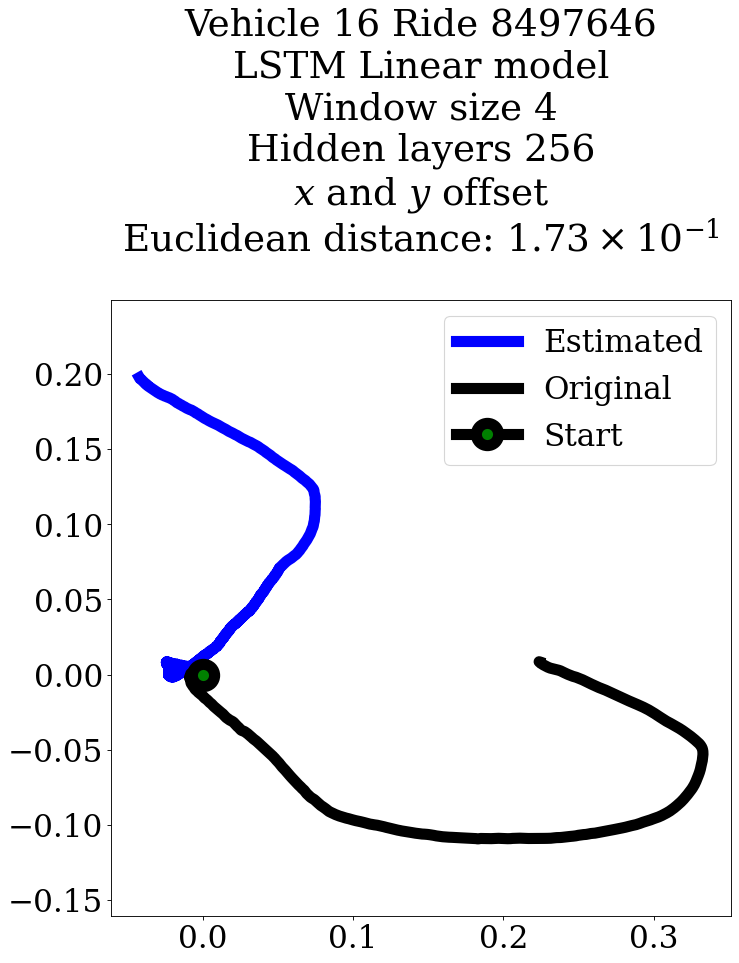 Vehicle 16 Ride 8497646
LSTM Linear model
Window size 4
Hidden layers 256
x and y offset
Euclidean distance: 1.73 × 10⁻¹
Estimated
Original
Start
0.20
0.15
0.10
0.05
0.00
−0.05
−0.10
−0.15
0.0 0.1 0.2 0.3